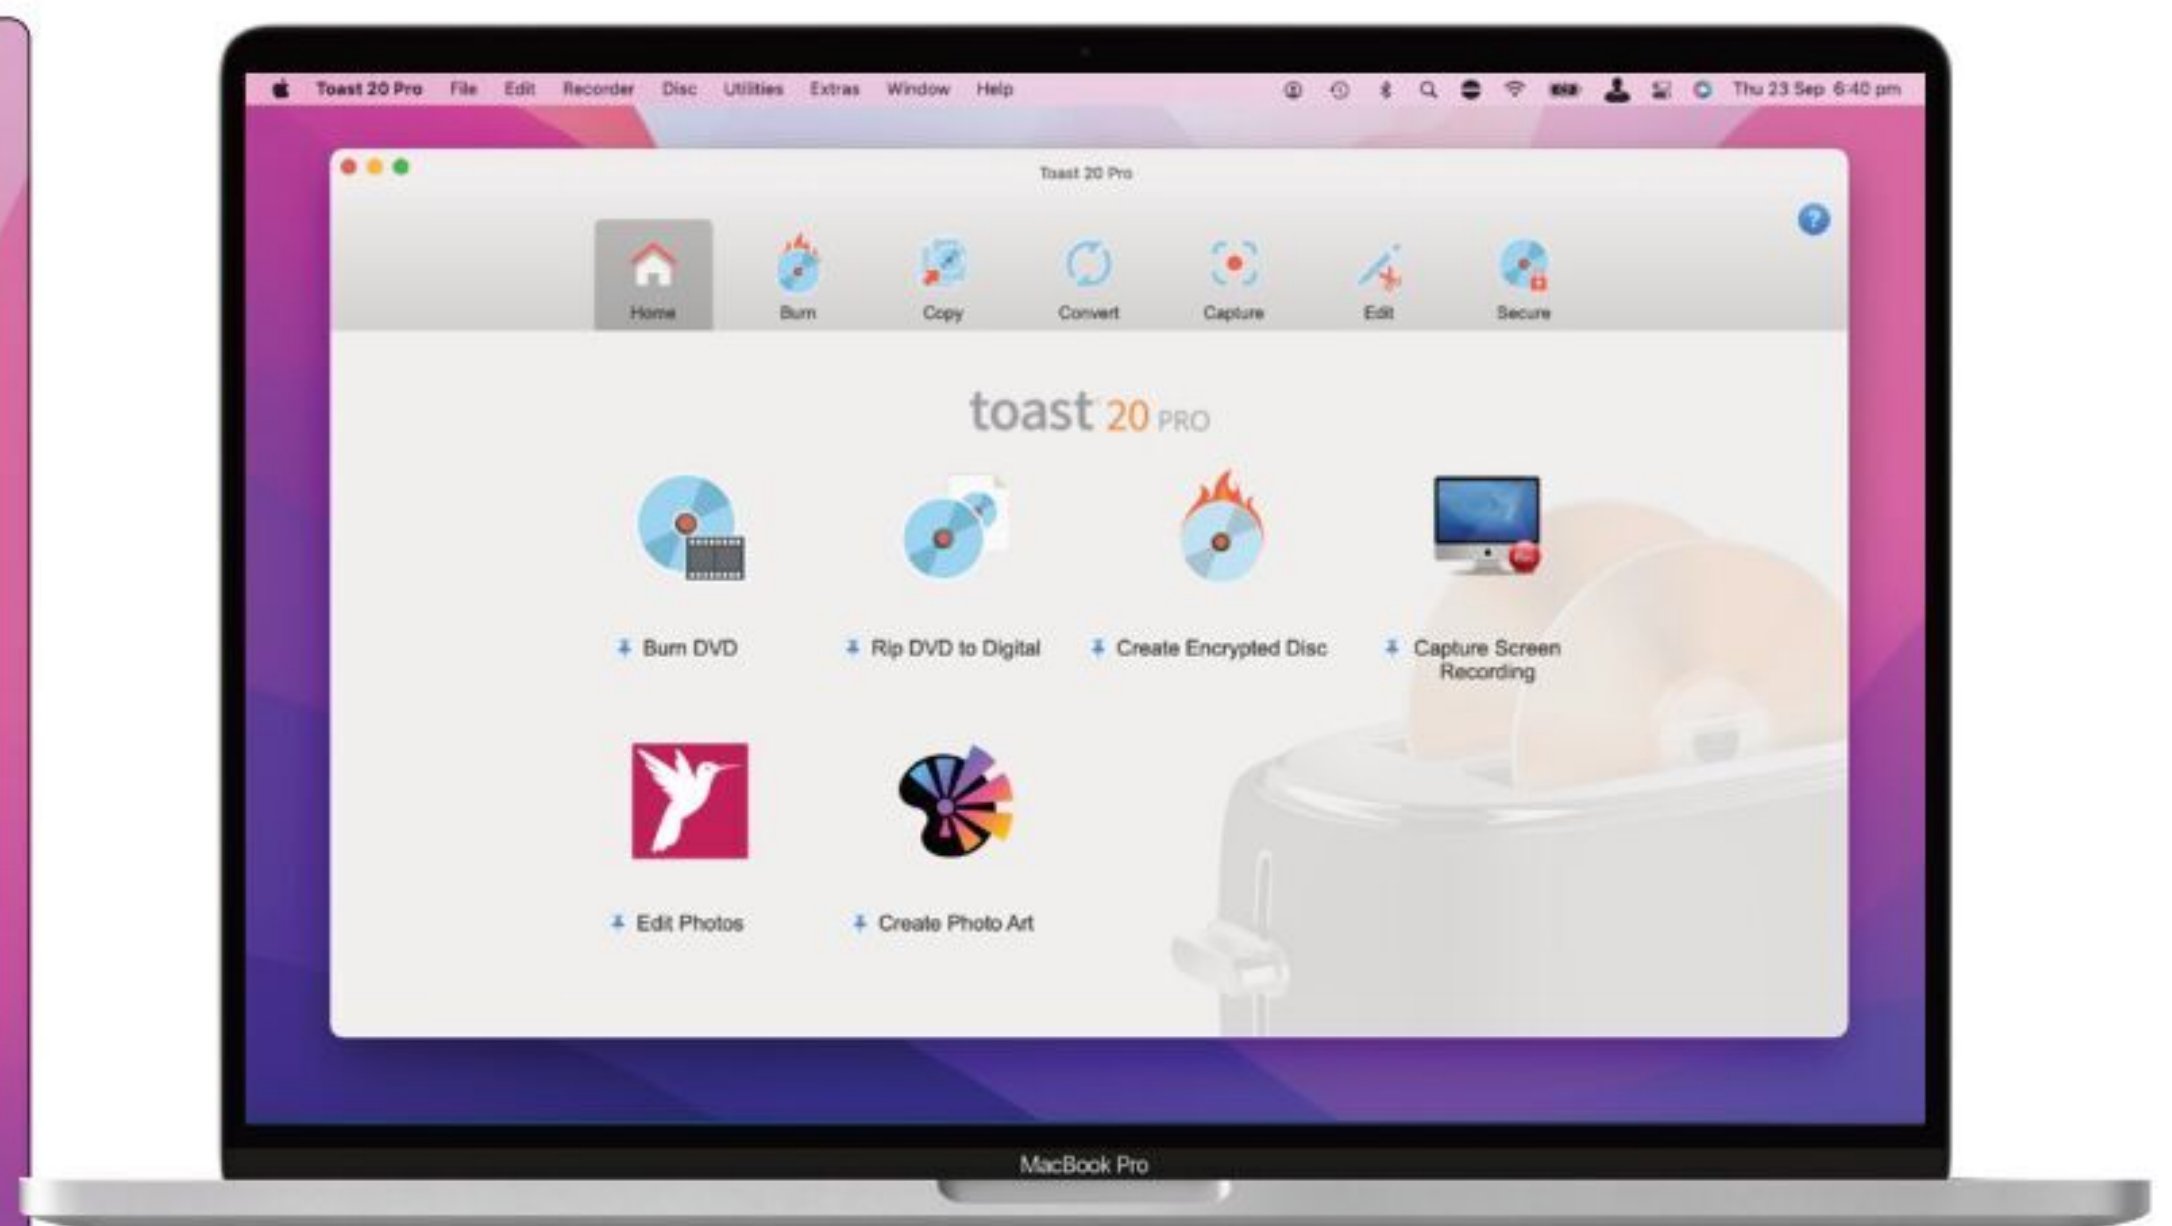 Toast 20 Pro File Edit Recorder Disc Utilities Extras Window Help Thu 23 Sep 6:40 pm
Toast 20 Pro
?
Home Burn Copy Convert Capture Edit Secure
toast 20 PRO
Burn DVD Rip DVD to Digital Create Encrypted Disc Capture Screen
Recording
Edit Photos Create Photo Art
MacBook Pro